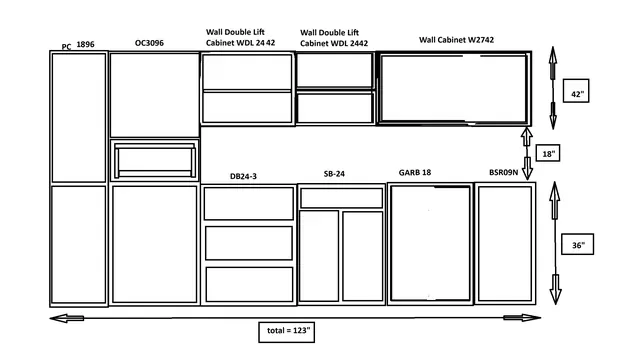 PC 1896
OC3096
Wall Double Lift
Cabinet WDL 24 42
Wall Double Lift
Cabinet WDL 2442
Wall Cabinet W2742
42"
18"
DB24-3
SB-24
GARB 18
BSR09N
36"
total = 123"